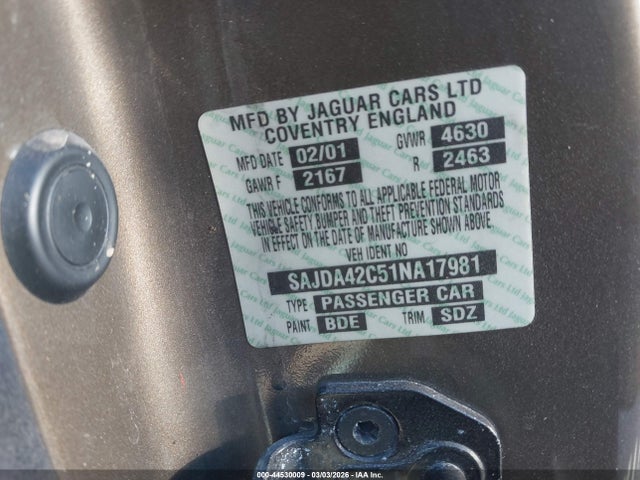 MFD BY JAGUAR CARS LTD
COVENTRY ENGLAND
MFD DATE 02/01 GVWR 4630
GAWR F 2167 R 2463
THIS VEHICLE CONFORMS TO ALL APPLICABLE FEDERAL MOTOR
VEHICLE SAFETY BUMPER AND THEFT PREVENTION STANDARDS
IN EFFECT ON THE DATE OF MANUFACTURE SHOWN ABOVE
VEH IDENT NO
SAJDA42C51NA17981
TYPE PASSENGER CAR
PAINT BDE TRIM SDZ
000-44530009 - 03/03/2026 - COPYRIGHT IAA